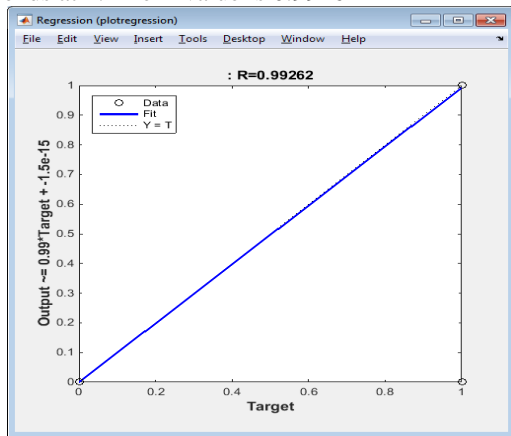 Regression (plotregression)
File Edit View Insert Tools Desktop Window Help
: R=0.99262
Data
Fit
Y = T
Output ~= 0.99*Target + -1.5e-15
1
0.9
0.8
0.7
0.6
0.5
0.4
0.3
0.2
0.1
0
0 0.2 0.4 0.6 0.8 1
Target